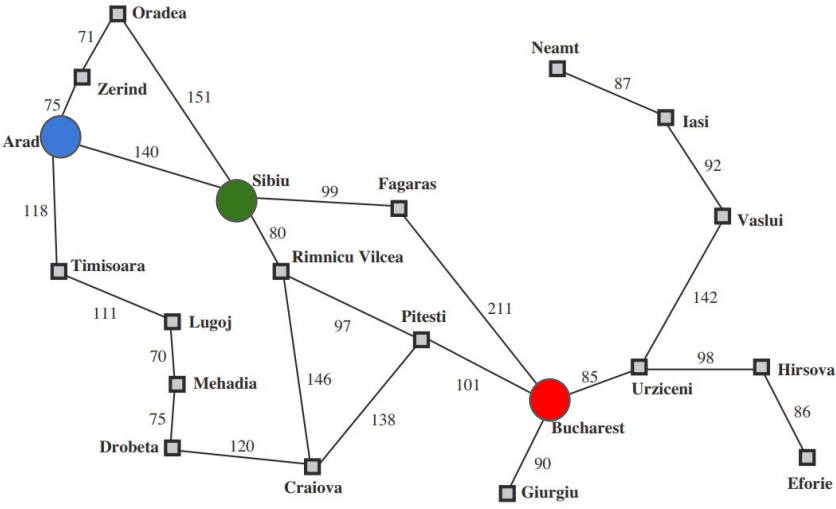 Oradea
71
Neamt
Zerind
87
151
75
Iasi
Arad
140
92
Sibiu
Fagaras
99
118
Vaslui
80
Timisoara
Rimnicu Vilcea
142
111
211
Lugoj
Pitesti
97
70
98
Hirsova
146
101
85
Mehadia
Urziceni
86
75
138
Bucharest
Drobeta
120
90
Eforie
Craiova
Giurgiu